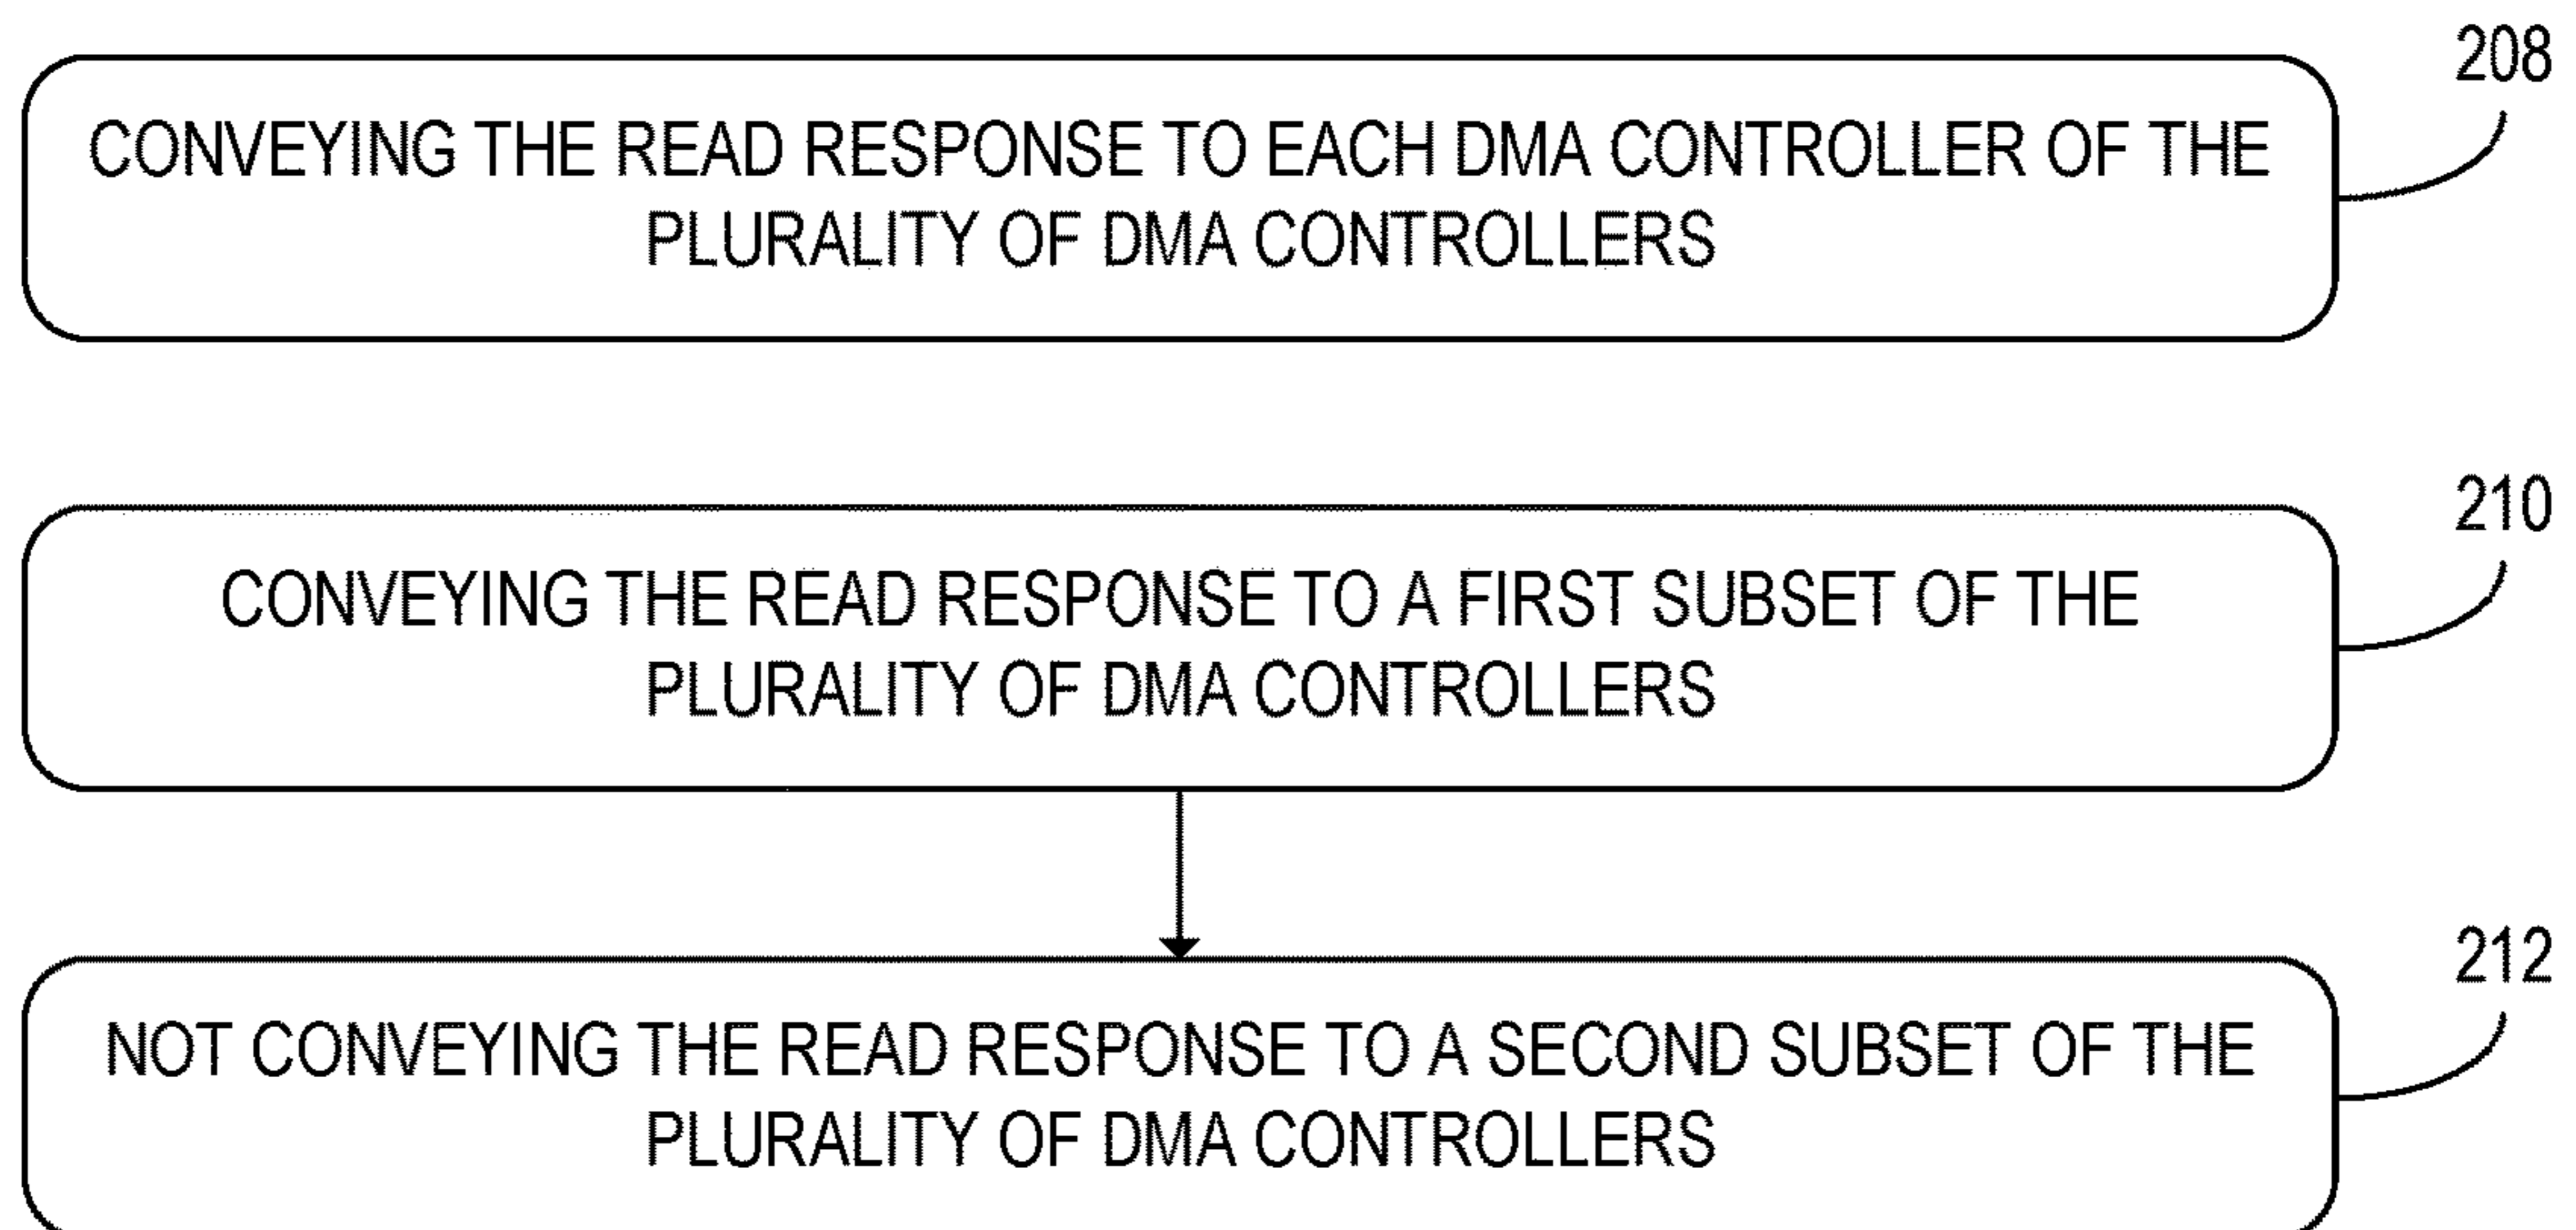 208
CONVEYING THE READ RESPONSE TO EACH DMA CONTROLLER OF THE
PLURALITY OF DMA CONTROLLERS
210
CONVEYING THE READ RESPONSE TO A FIRST SUBSET OF THE
PLURALITY OF DMA CONTROLLERS
212
NOT CONVEYING THE READ RESPONSE TO A SECOND SUBSET OF THE
PLURALITY OF DMA CONTROLLERS